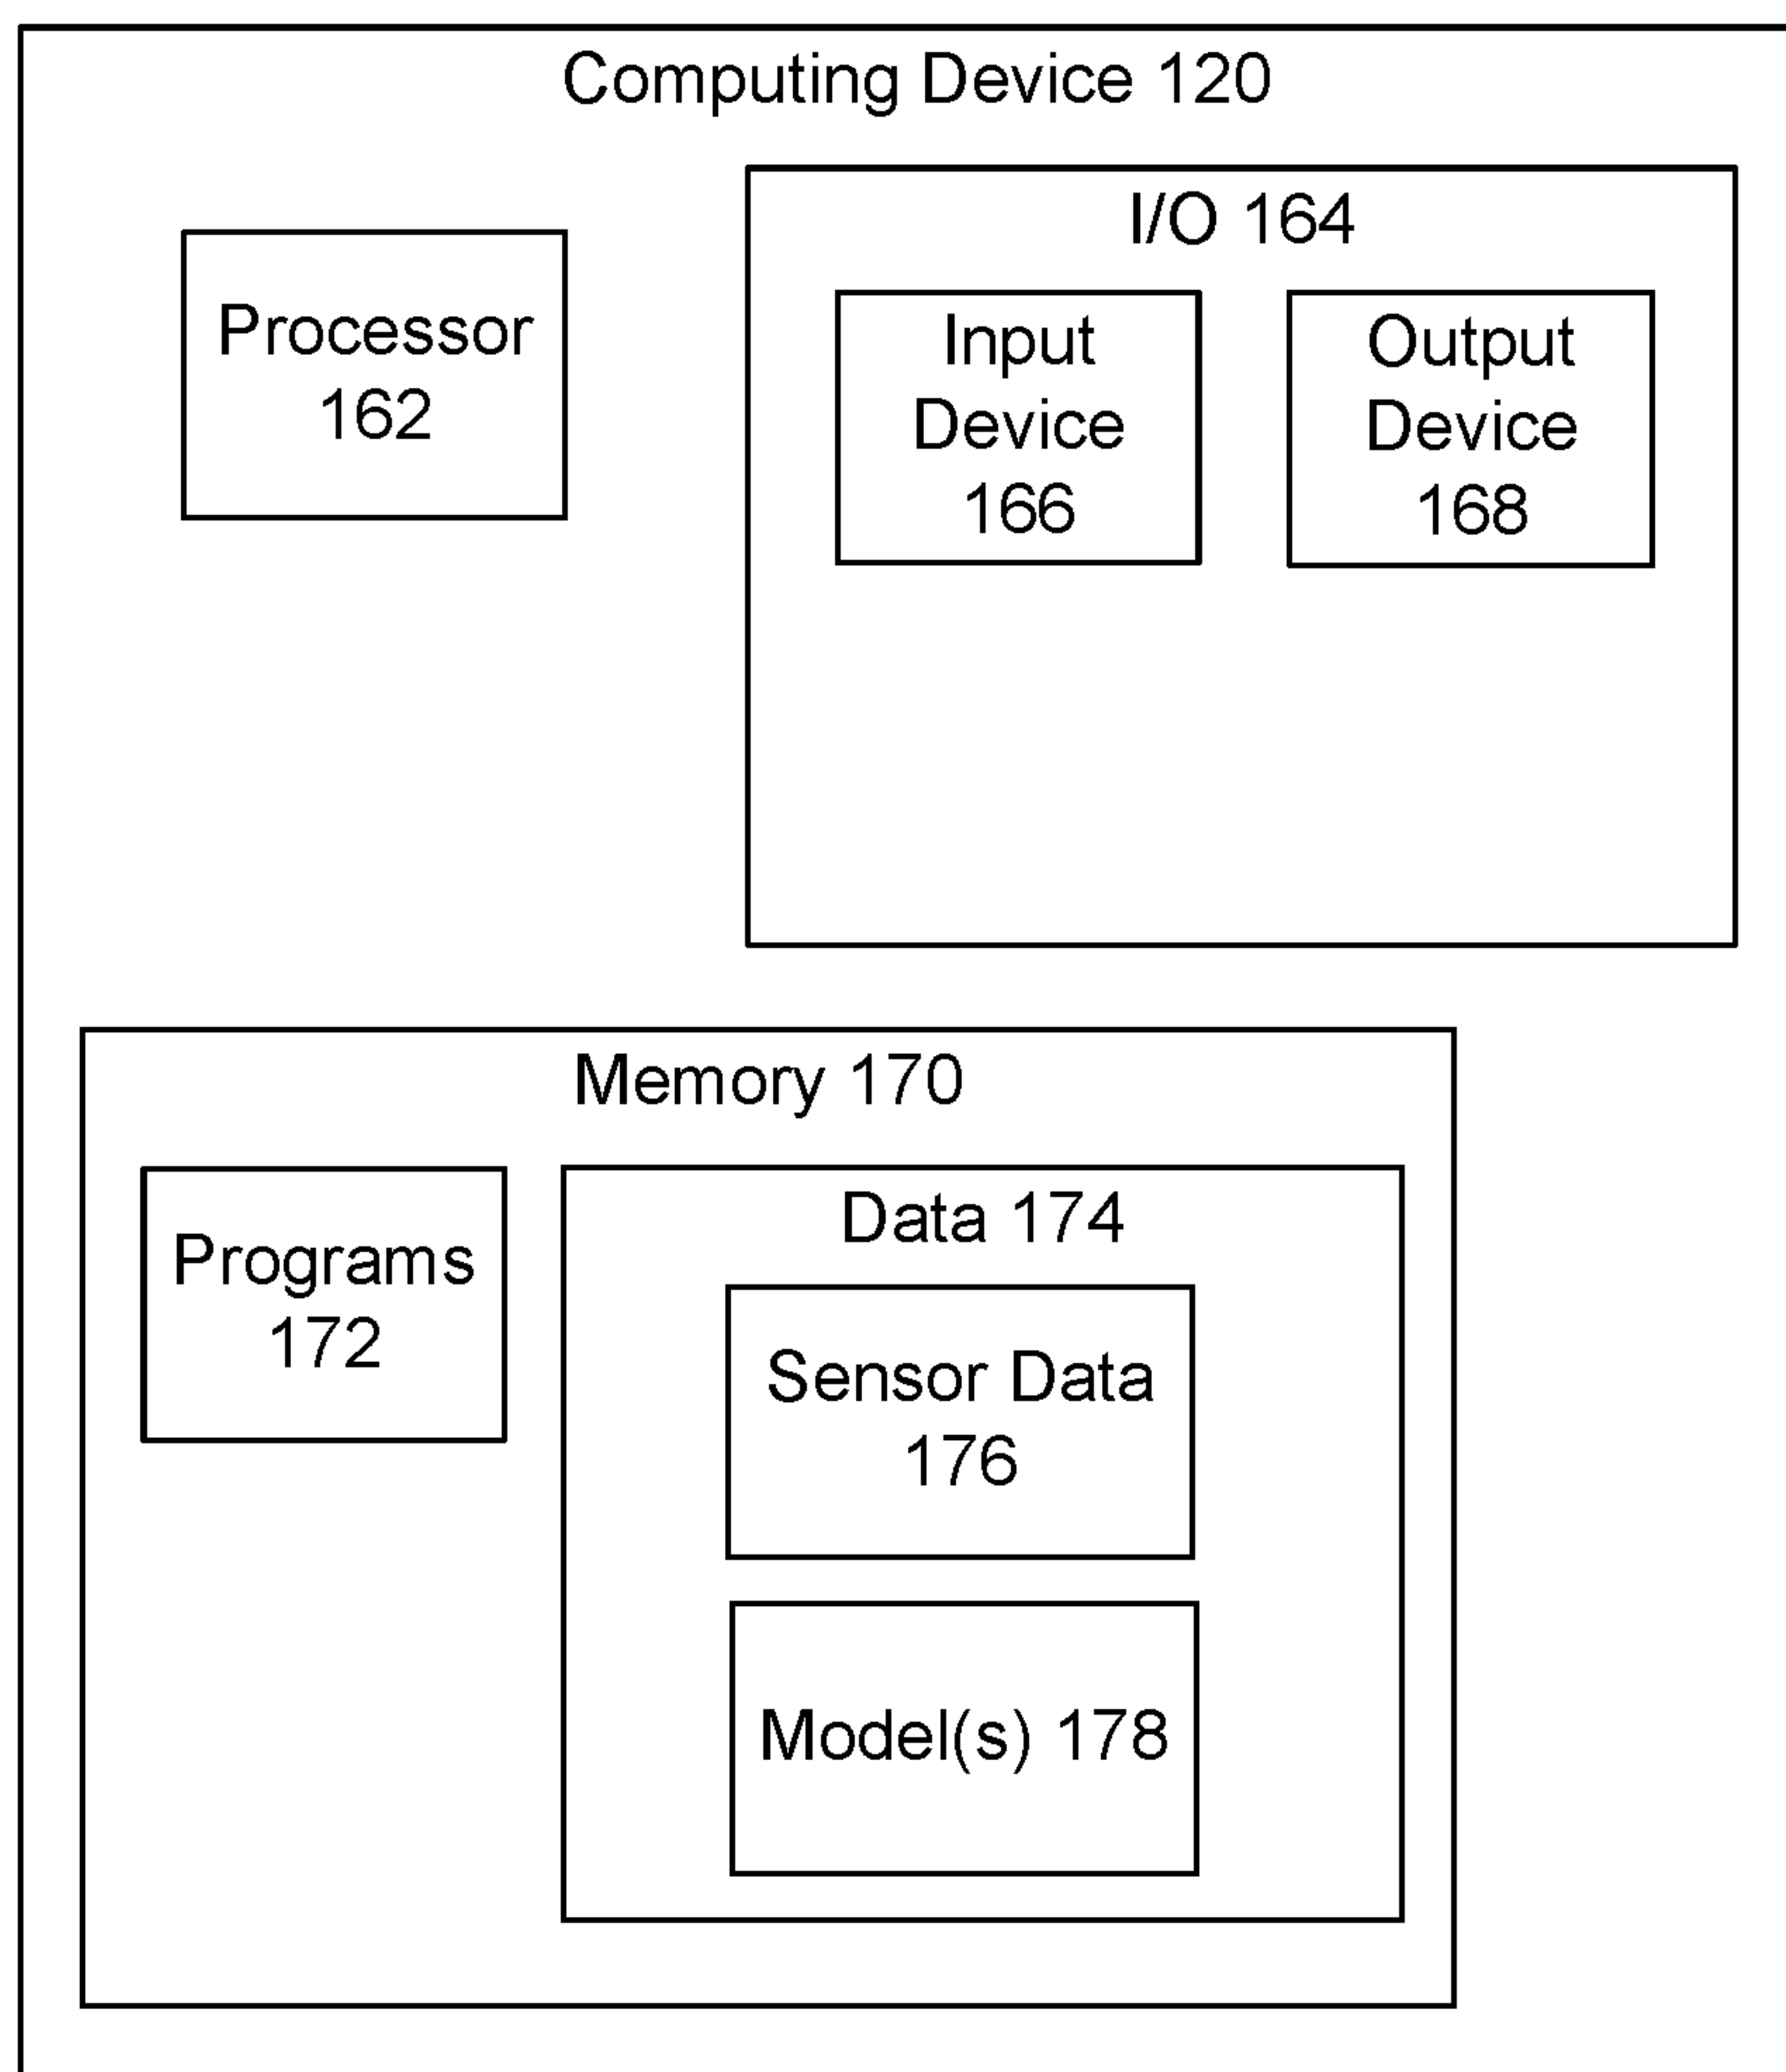 Computing Device 120
Processor
162
I/O 164
Input
Device
166
Output
Device
168
Memory 170
Programs
172
Data 174
Sensor Data
176
Model(s) 178